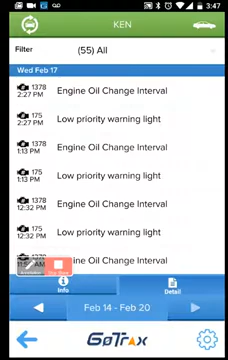 3:47
KEN
Filter (55) All
Wed Feb 17
1378 Engine Oil Change Interval
2:27 PM
175 Low priority warning light
2:27 PM
1378 Engine Oil Change Interval
1:13 PM
175 Low priority warning light
1:13 PM
1378 Engine Oil Change Interval
12:32 PM
175 Low priority warning light
12:32 PM
1378 Engine Oil Change Interval
Info Detail
Feb 14 - Feb 20
GoTrax